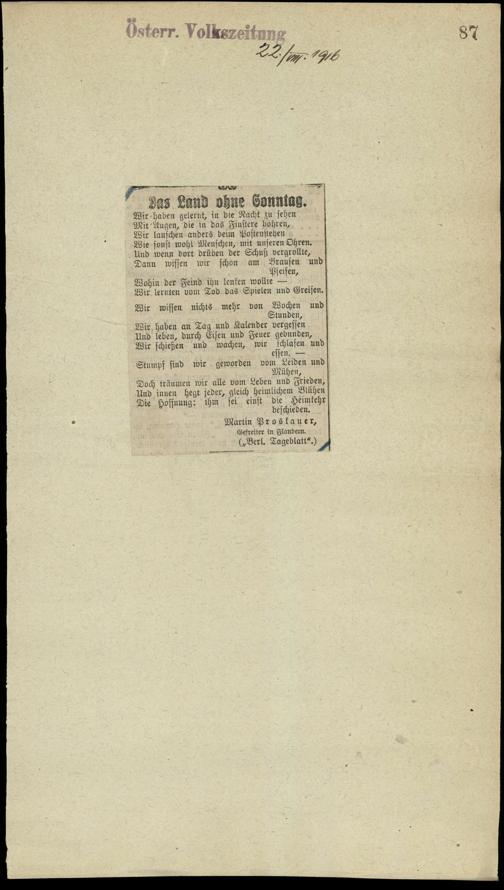 Österr. Volkszeitung
87
22./VIII. 1916
Das Land ohne Sonntag.
Wir haben gelernt, in die Nacht zu sehen
Mit Augen, die in das Finstere bohren,
Wir lauschen anders beim Postenstehen
Wie sonst wohl Menschen, mit unseren Ohren.
Und wenn dort drüben der Schuß vergrollte,
Dann wissen wir schon am Brausen und
Pfeifen,
Wohin der Feind ihn lenken wollte —
Wir lernten vom Tod das Spielen und Greifen.
Wir wissen nichts mehr von Wochen und
Stunden,
Wir haben an Tag und Kalender vergessen
Und leben, durch Eisen und Feuer gebunden,
Wir schießen und wachen, wir schlafen und
essen. —
Stumpf sind wir geworden vom Leiden und
Mühen,
Doch träumen wir alle vom Leben und Frieden,
Und innen hegt jeder, gleich heimlichem Blühen
Die Hoffnung: ihm sei einst die Heimkehr
beschieden.
Martin Proskauer,
Gefreiter in Flandern.
(„Berl. Tageblatt“.)